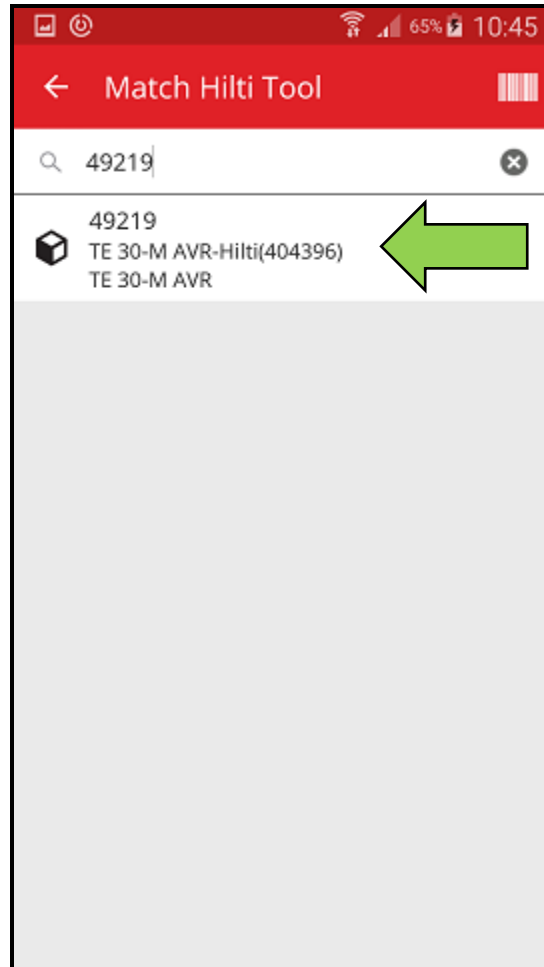 65% 10:45
Match Hilti Tool
49219
49219
TE 30-M AVR-Hilti(404396)
TE 30-M AVR